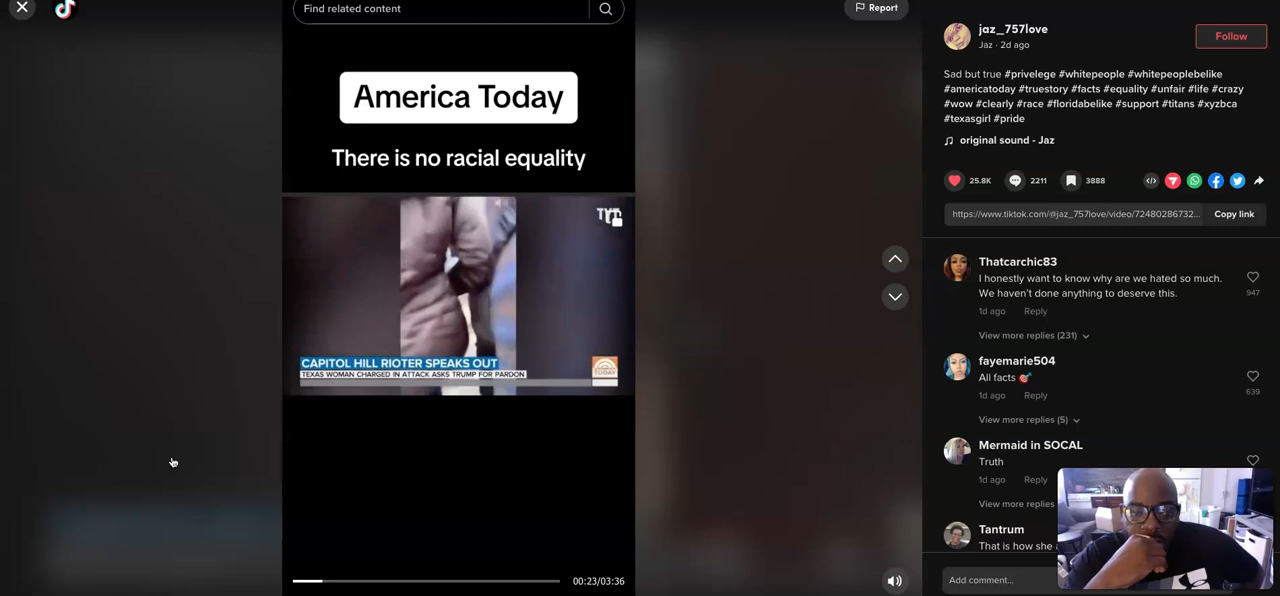 Find related content
Report
America Today
There is no racial equality
TYT
CAPITOL HILL RIOTER SPEAKS OUT
TEXAS WOMAN CHARGED IN ATTACK ASKS TRUMP FOR PARDON
TODAY
00:23/03:36
jaz_757love
Jaz · 2d ago
Follow
Sad but true #privelege #whitepeople #whitepeoplebelike
#americatoday #truestory #facts #equality #unfair #life #crazy
#wow #clearly #race #floridabelike #support #titans #xyzbca
#texasgirl #pride
original sound - Jaz
25.8K 2211 3888
https://www.tiktok.com/@jaz_757love/video/72480286732... Copy link
Thatcarchic83
I honestly want to know why are we hated so much.
We haven't done anything to deserve this.
947
1d ago Reply
View more replies (231)
fayemarie504
All facts 🎯
639
1d ago Reply
View more replies (5)
Mermaid in SOCAL
Truth
1d ago Reply
View more replies
Tantrum
That is how she
Add comment...